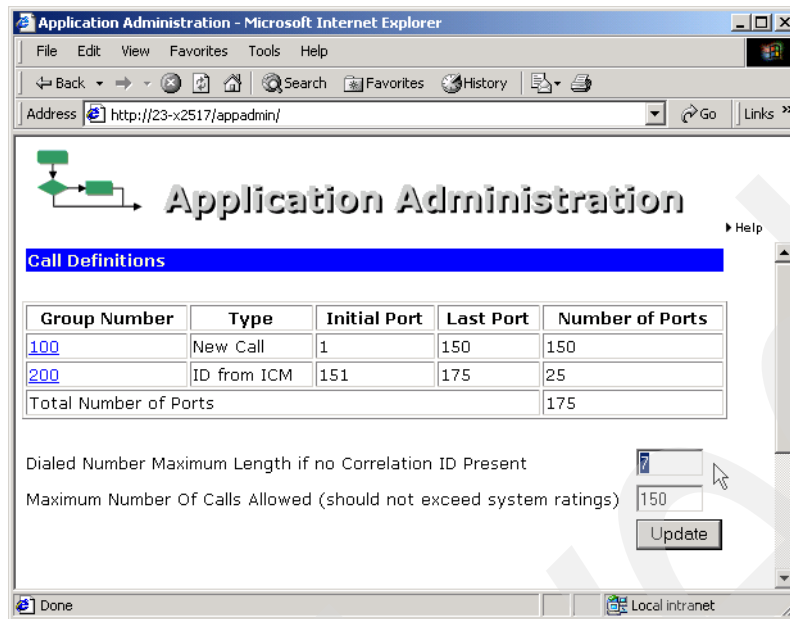 Application Administration - Microsoft Internet Explorer
File Edit View Favorites Tools Help
Back Search Favorites History
Address http://23-x2517/appadmin/ Go Links »
Application Administration
Help
Call Definitions
Group Number Type Initial Port Last Port Number of Ports
100 New Call 1 150 150
200 ID from ICM 151 175 25
Total Number of Ports 175
Dialed Number Maximum Length if no Correlation ID Present 7
Maximum Number Of Calls Allowed (should not exceed system ratings) 150
Update
Done Local intranet